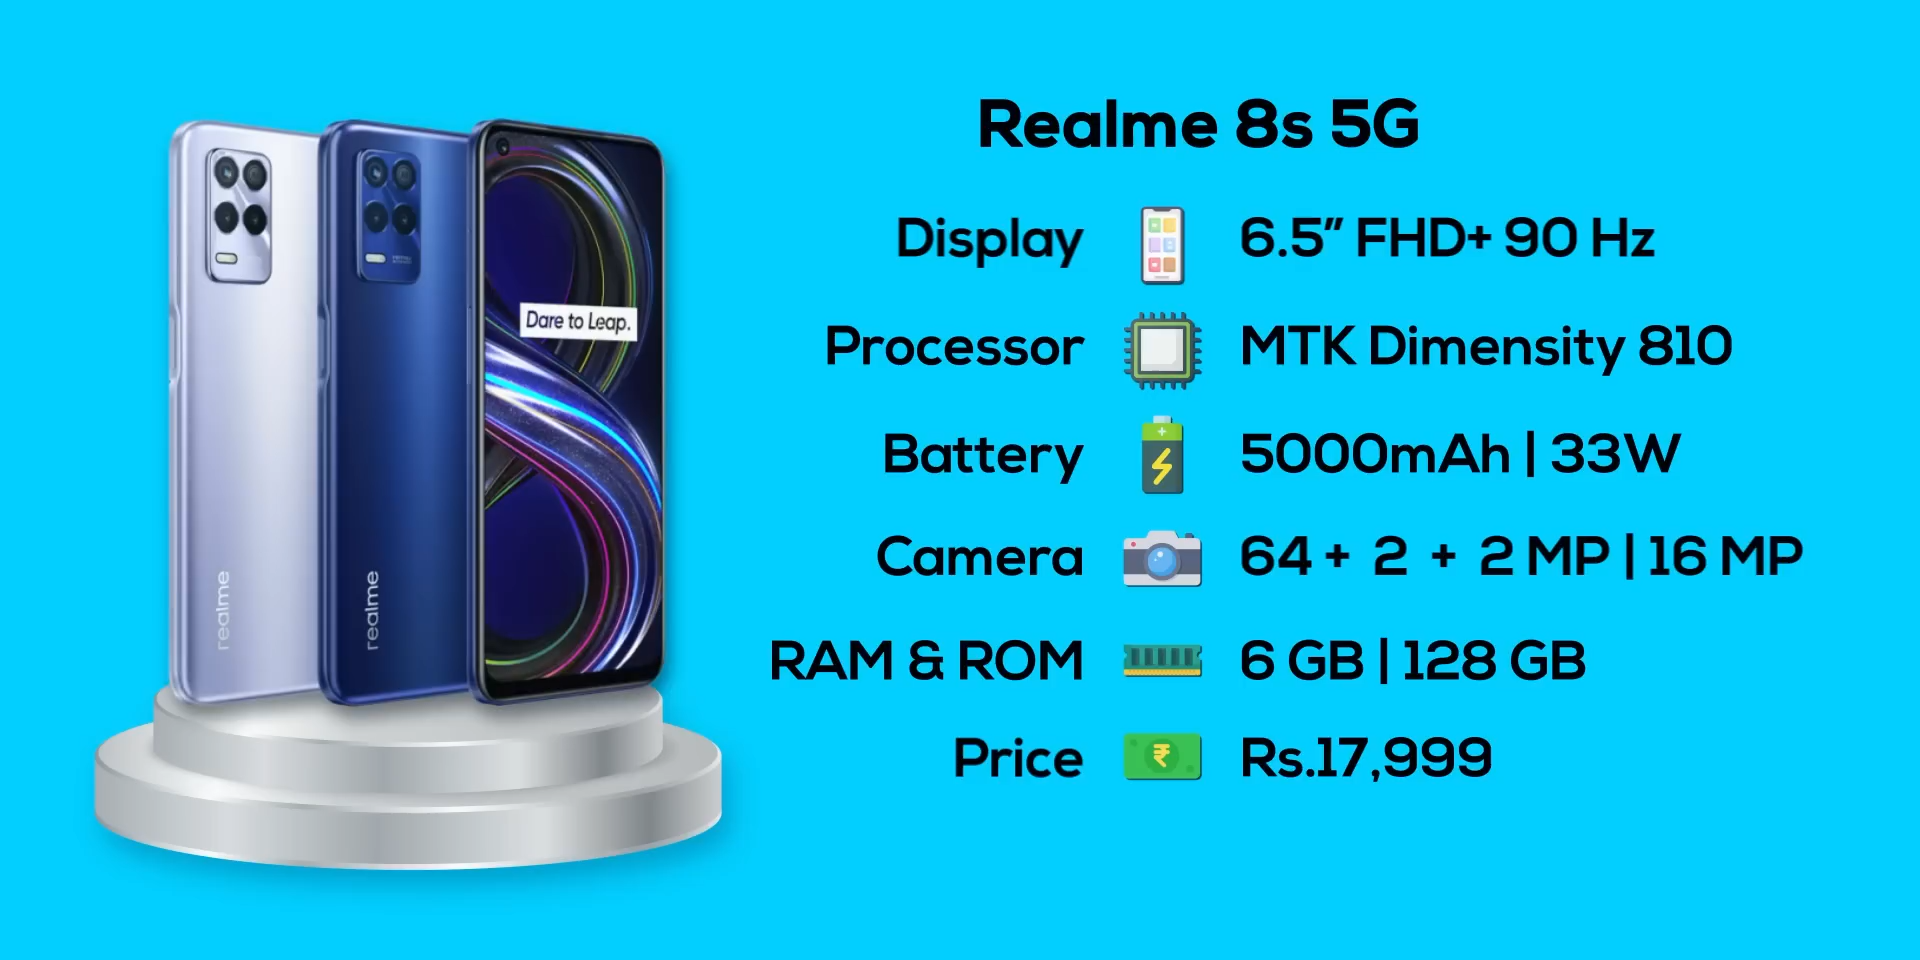 Realme 8s 5G
Display 6.5” FHD+ 90 Hz
Processor MTK Dimensity 810
Battery 5000mAh | 33W
Camera 64 + 2 + 2 MP | 16 MP
RAM & ROM 6 GB | 128 GB
Price ₹ Rs.17,999
Dare to Leap.
realme
realme